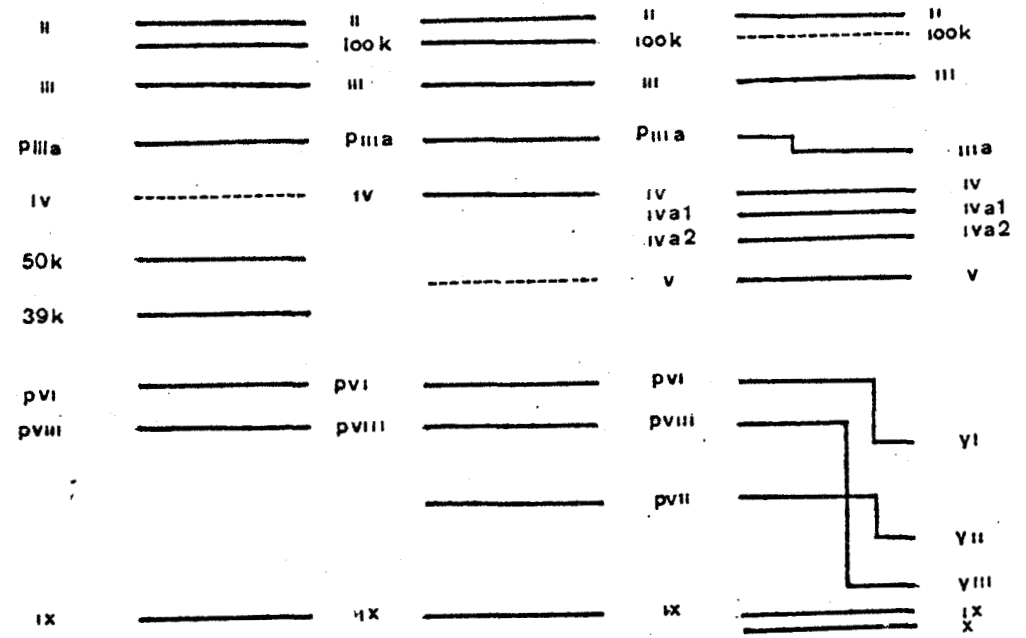 II II II II
100k 100k 100k
III III III III
pIIIa pIIIa pIIIa IIIa
IV IV IV IV
IVa1 IVa1
IVa2 IVa2
50k V V
39k
pVI pVI pVI VI
pVIII pVIII pVIII
pVII VII
VIII
IX IX IX IX
X